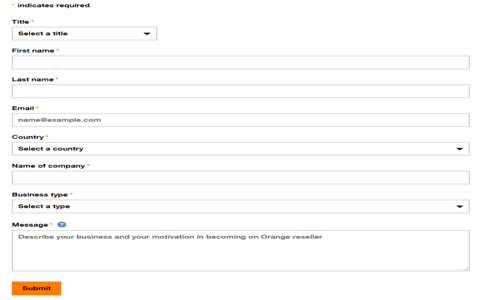 * indicates required
Title *
Select a title
First name *
Last name *
Email *
name@example.com
Country *
Select a country
Name of company *
Business type *
Select a type
Message * ?
Describe your business and your motivation in becoming on Orange reseller
Submit